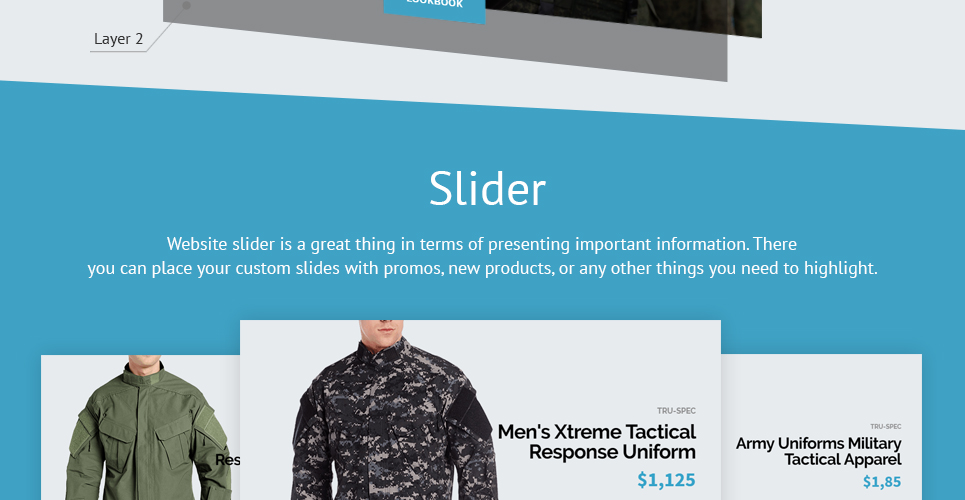 LOOKBOOK
Layer 2
Slider
Website slider is a great thing in terms of presenting important information. There
you can place your custom slides with promos, new products, or any other things you need to highlight.
TRU-SPEC
Men's Xtreme Tactical
Response Uniform
$1,125
Res
TRU-SPEC
Army Uniforms Military
Tactical Apparel
$1,85